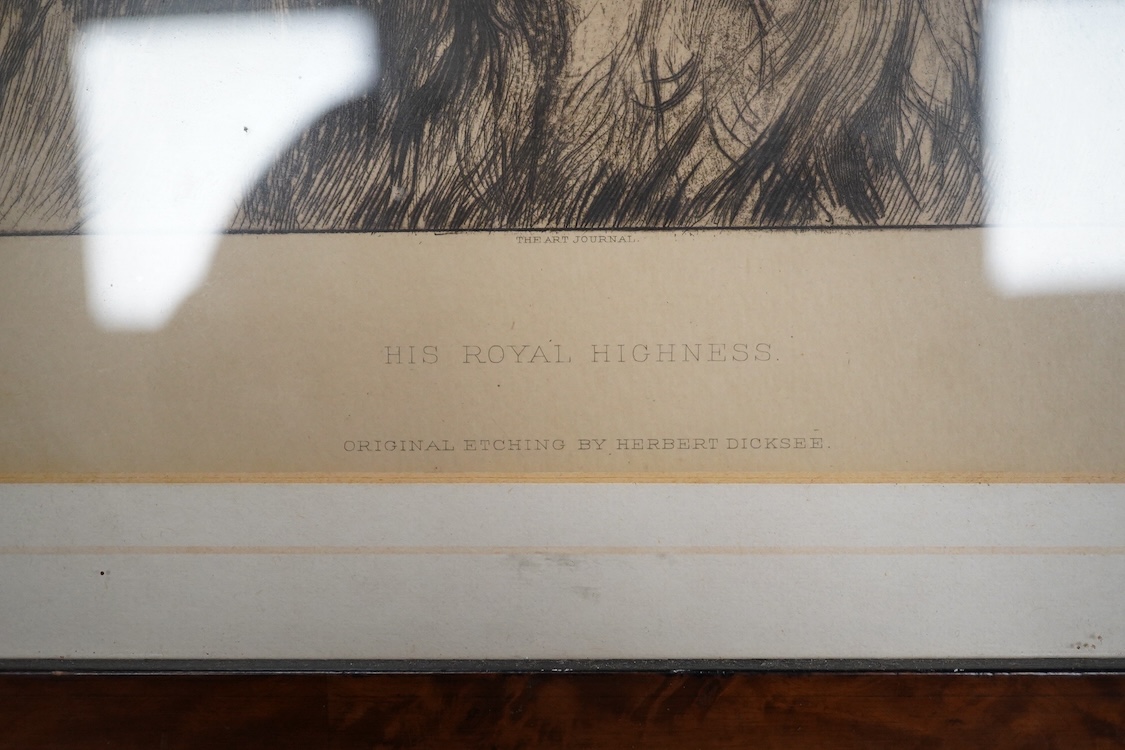 THE ART JOURNAL.
HIS ROYAL HIGHNESS.
ORIGINAL ETCHING BY HERBERT DICKSEE.